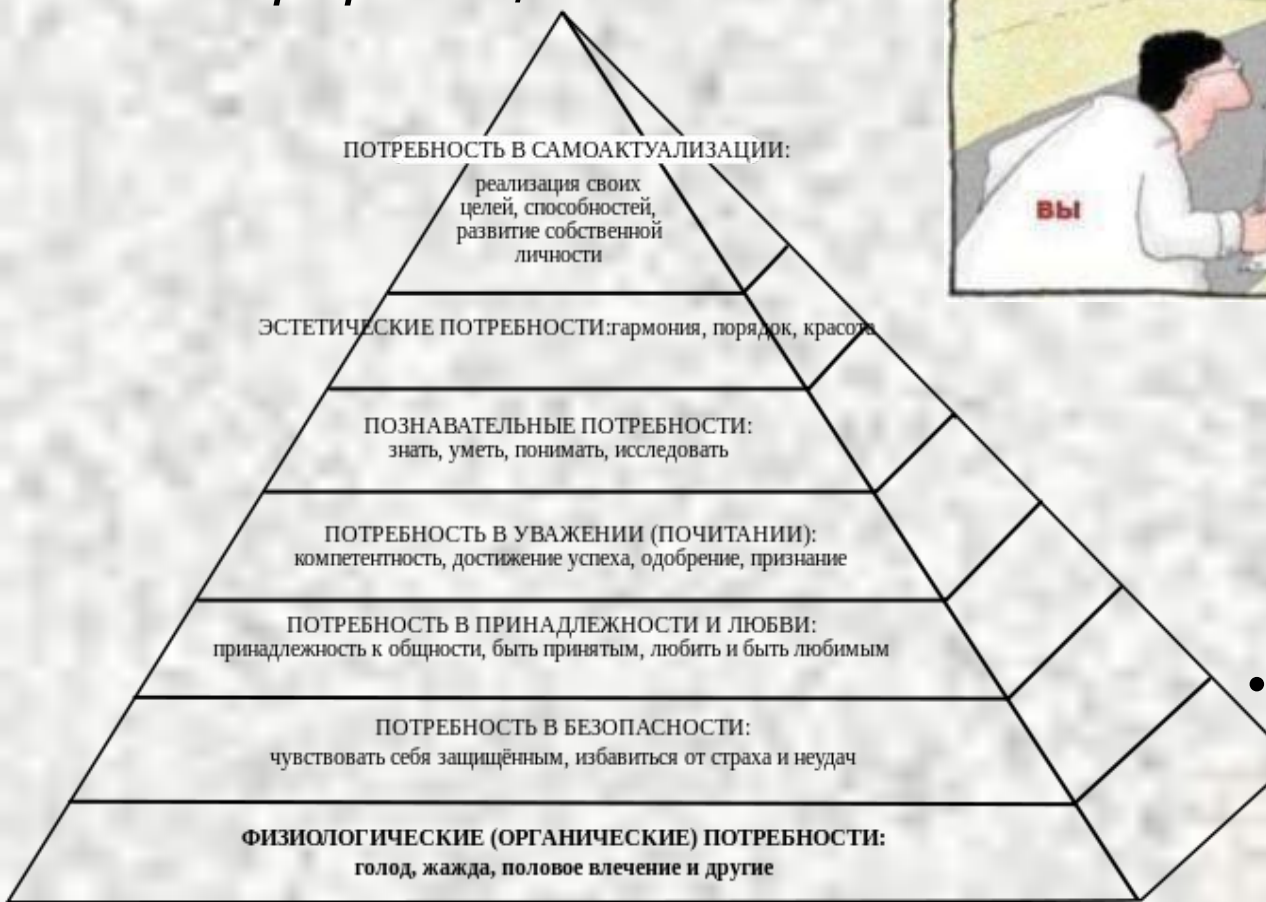 ПОТРЕБНОСТЬ В САМОАКТУАЛИЗАЦИИ:
реализация своих
целей, способностей,
развитие собственной
личности
ЭСТЕТИЧЕСКИЕ ПОТРЕБНОСТИ:гармония, порядок, красота
ПОЗНАВАТЕЛЬНЫЕ ПОТРЕБНОСТИ:
знать, уметь, понимать, исследовать
ПОТРЕБНОСТЬ В УВАЖЕНИИ (ПОЧИТАНИИ):
компетентность, достижение успеха, одобрение, признание
ПОТРЕБНОСТЬ В ПРИНАДЛЕЖНОСТИ И ЛЮБВИ:
принадлежность к общности, быть принятым, любить и быть любимым
ПОТРЕБНОСТЬ В БЕЗОПАСНОСТИ:
чувствовать себя защищённым, избавиться от страха и неудач
ФИЗИОЛОГИЧЕСКИЕ (ОРГАНИЧЕСКИЕ) ПОТРЕБНОСТИ:
голод, жажда, половое влечение и другие
ВЫ